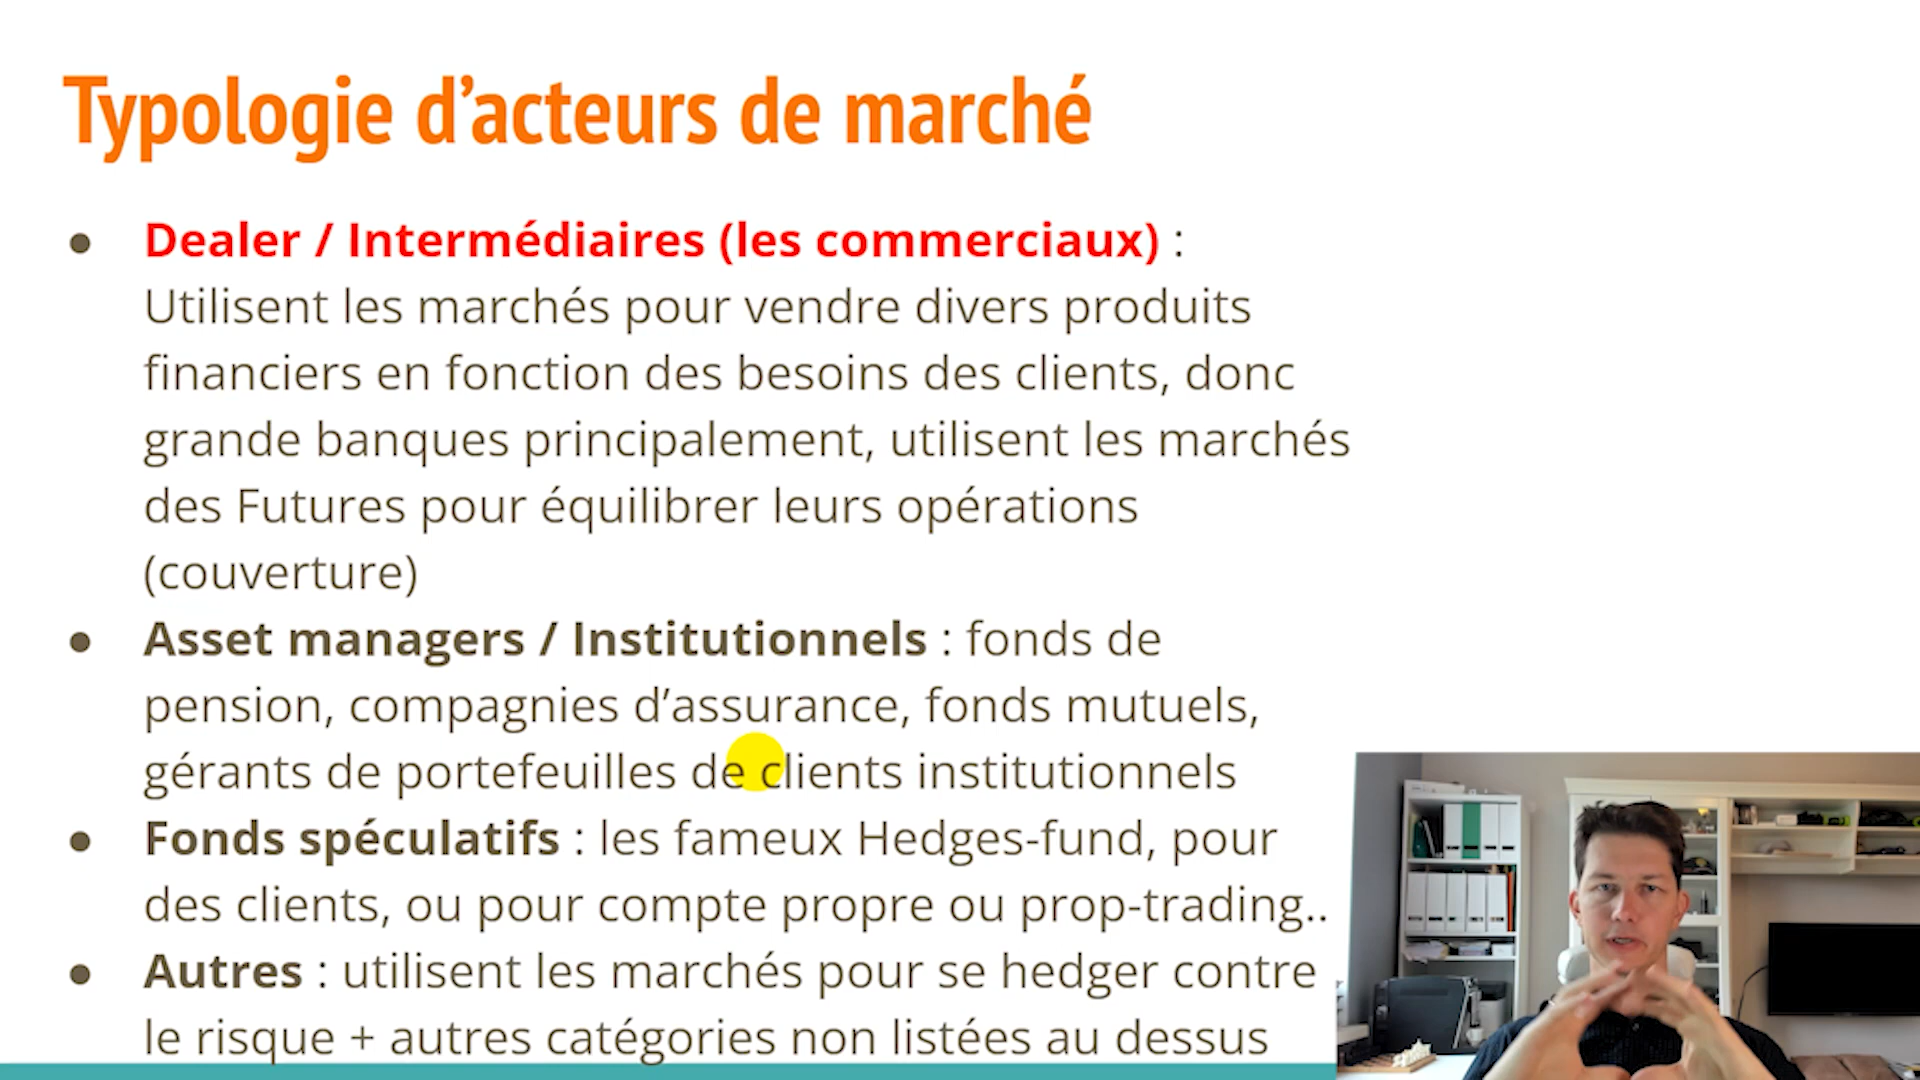 Typologie d’acteurs de marché
● Dealer / Intermédiaires (les commerciaux) :
Utilisent les marchés pour vendre divers produits
financiers en fonction des besoins des clients, donc
grande banques principalement, utilisent les marchés
des Futures pour équilibrer leurs opérations
(couverture)
● Asset managers / Institutionnels : fonds de
pension, compagnies d’assurance, fonds mutuels,
gérants de portefeuilles de clients institutionnels
● Fonds spéculatifs : les fameux Hedges-fund, pour
des clients, ou pour compte propre ou prop-trading..
● Autres : utilisent les marchés pour se hedger contre
le risque + autres catégories non listées au dessus